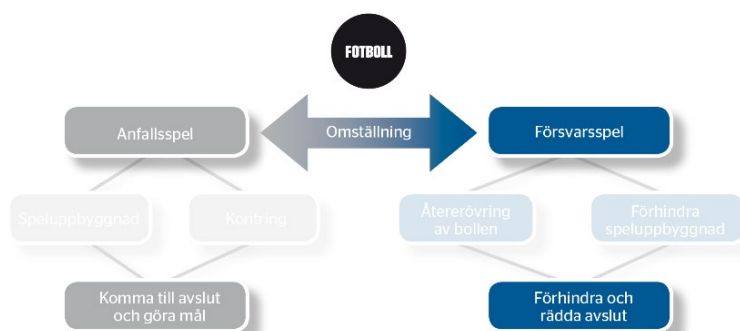 FOTBOLL
Anfallsspel
Omställning
Försvarsspel
Speluppbyggnad
Kontring
Återerövring
av bollen
Förhindra
speluppbyggnad
Komma till avslut
och göra mål
Förhindra och
rädda avslut